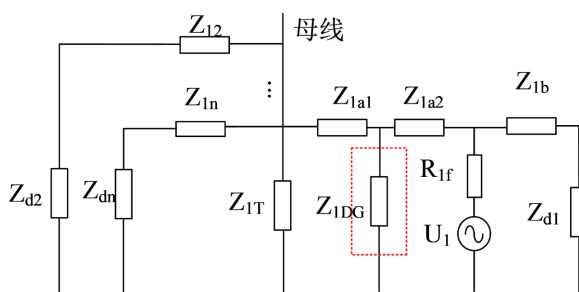 Z12
母线
Z1n
...
Z1a1
Z1a2
Z1b
Zd2
Zdn
Z1T
Z1DG
R1f
U1
Zd1